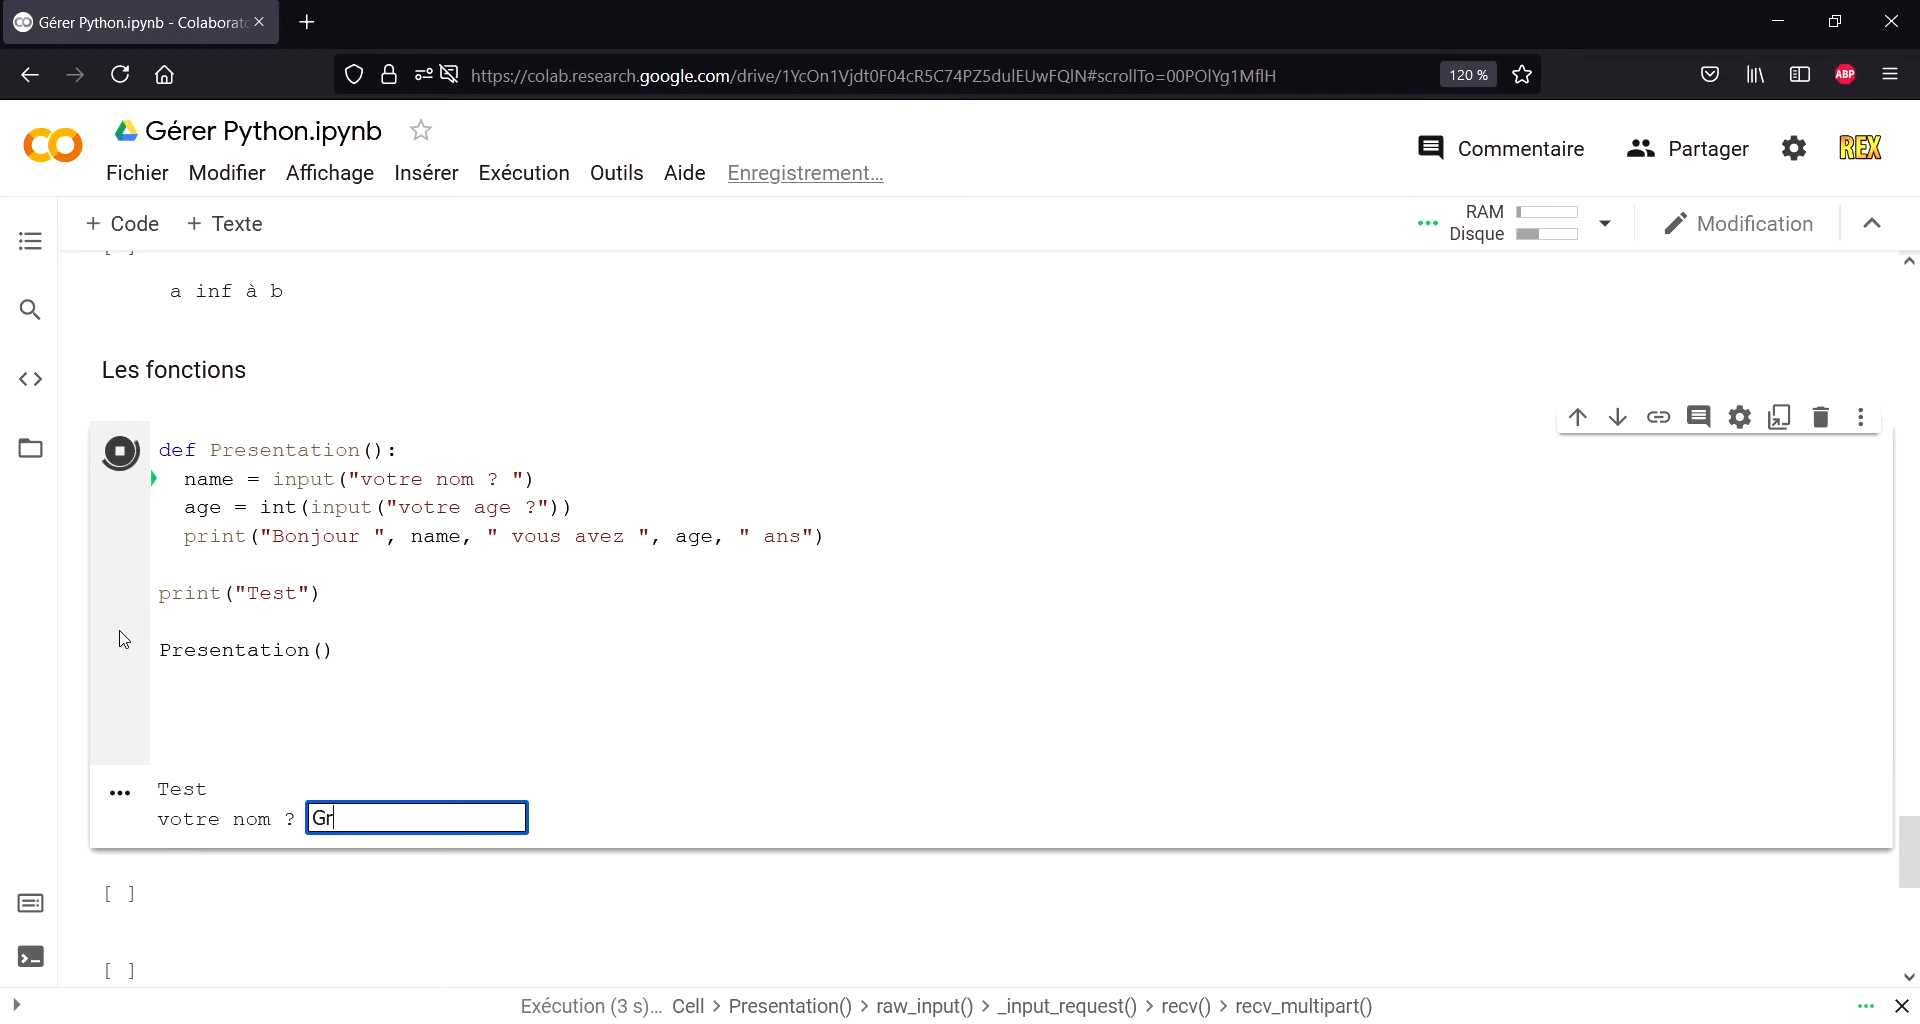 Gérer Python.ipynb - Colaborato
https://colab.research.google.com/drive/1YcOn1Vjdt0F04cR5C74PZ5dulEUwFQlN#scrollTo=00POlYg1MflH
120 %
ABP
Gérer Python.ipynb
Commentaire
Partager
REX
Fichier Modifier Affichage Insérer Exécution Outils Aide Enregistrement...
+ Code + Texte
RAM
Disque
Modification
a inf à b
Les fonctions
def Presentation():
name = input("votre nom ? ")
age = int(input("votre age ?"))
print("Bonjour ", name, " vous avez ", age, " ans")
print("Test")
Presentation()
Test
votre nom ? Gr
[ ]
[ ]
Exécution (3 s)... Cell > Presentation() > raw_input() > _input_request() > recv() > recv_multipart()